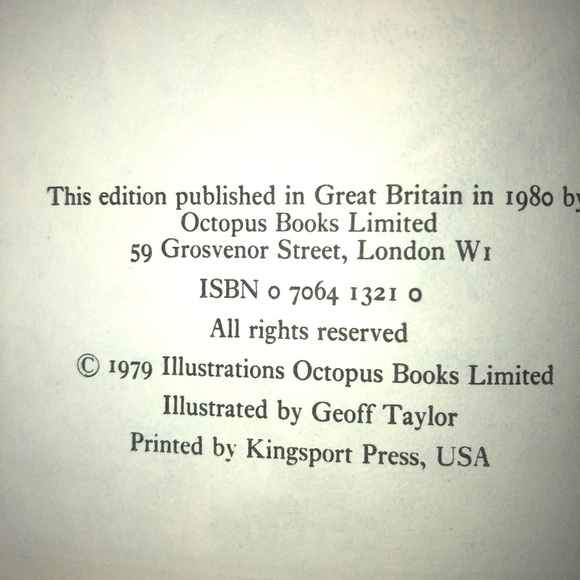 This edition published in Great Britain in 1980 by
Octopus Books Limited
59 Grosvenor Street, London W1
ISBN 0 7064 1321 0
All rights reserved
© 1979 Illustrations Octopus Books Limited
Illustrated by Geoff Taylor
Printed by Kingsport Press, USA